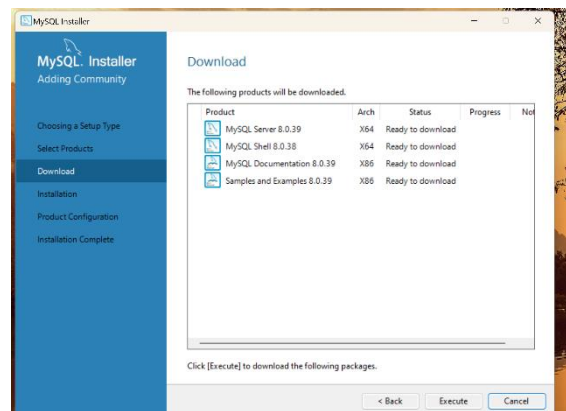 MySQL Installer
MySQL. Installer
Adding Community
Choosing a Setup Type
Select Products
Download
Installation
Product Configuration
Installation Complete
Download
The following products will be downloaded.
Product Arch Status Progress Not
MySQL Server 8.0.39 X64 Ready to download
MySQL Shell 8.0.38 X64 Ready to download
MySQL Documentation 8.0.39 X86 Ready to download
Samples and Examples 8.0.39 X86 Ready to download
Click [Execute] to download the following packages.
< Back Execute Cancel